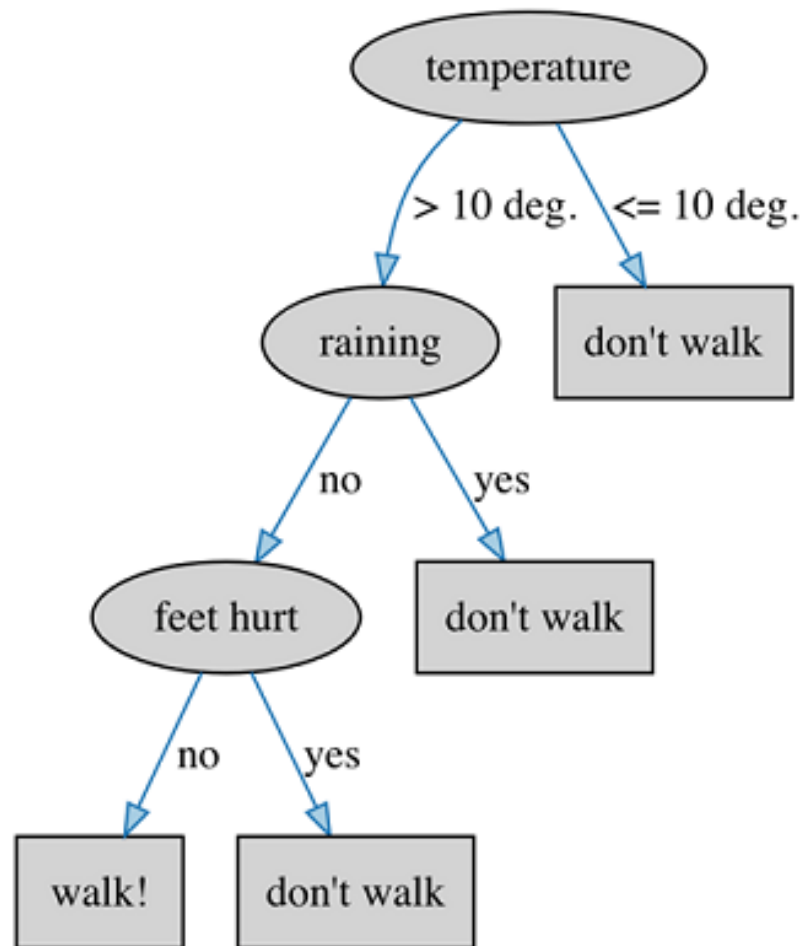 temperature
> 10 deg.
<= 10 deg.
raining
don't walk
no
yes
feet hurt
don't walk
no
yes
walk!
don't walk